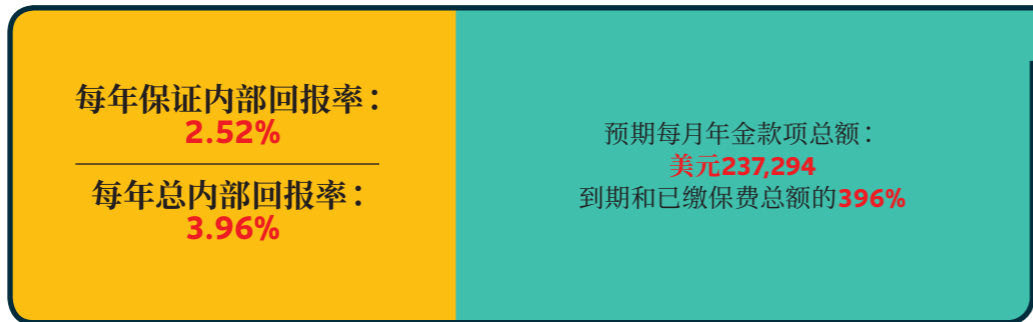 每年保证内部回报率：
2.52%
每年总内部回报率：
3.96%
预期每月年金款项总额：
美元237,294
到期和已缴保费总额的396%